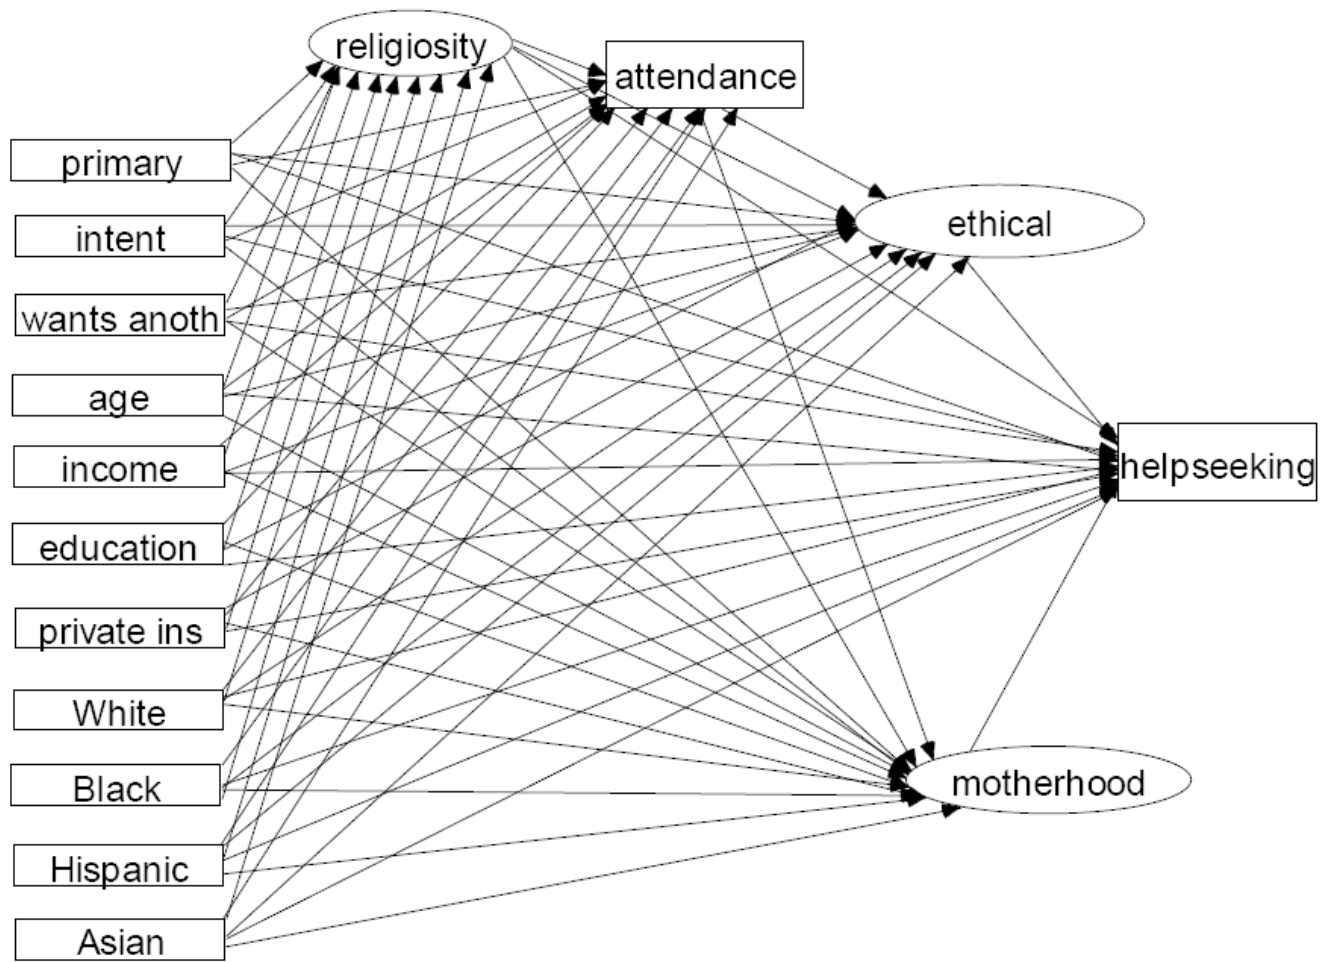 religiosity
attendance
primary
ethical
intent
wants anoth
age
income
helpseeking
education
private ins
White
motherhood
Black
Hispanic
Asian